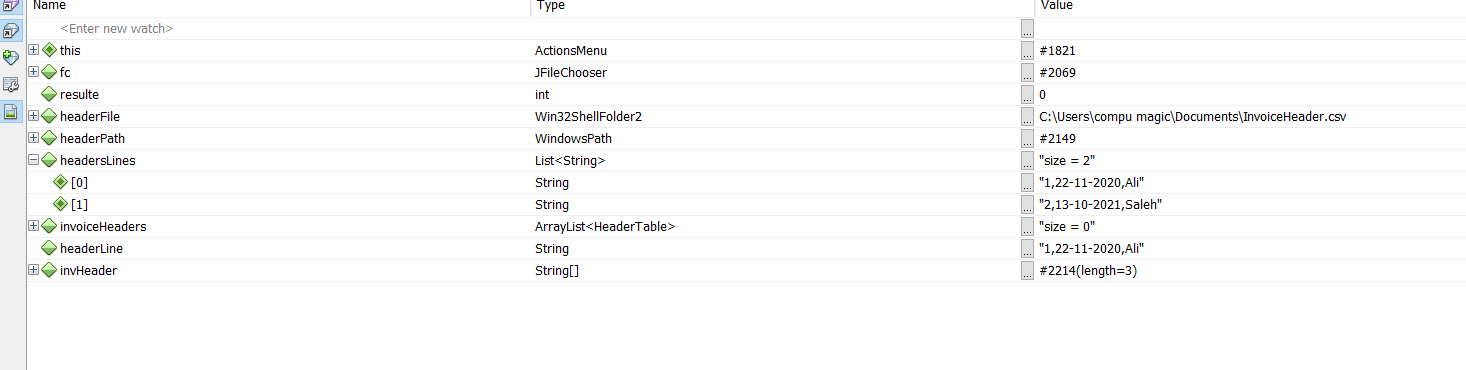 Name Type Value
<Enter new watch> ...
this ActionsMenu ... #1821
fc JFileChooser ... #2069
resulte int ... 0
headerFile Win32ShellFolder2 ... C:\Users\compu magic\Documents\InvoiceHeader.csv
headerPath WindowsPath ... #2149
headersLines List<String> ... "size = 2"
[0] String ... "1,22-11-2020,Ali"
[1] String ... "2,13-10-2021,Saleh"
invoiceHeaders ArrayList<HeaderTable> ... "size = 0"
headerLine String ... "1,22-11-2020,Ali"
invHeader String[] ... #2214(length=3)